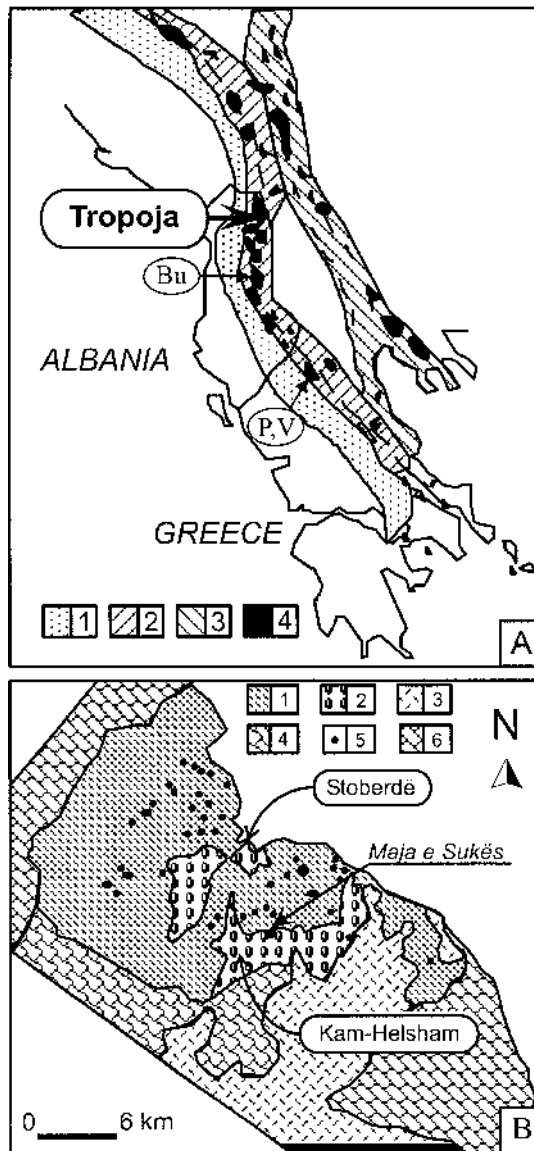 Tropoja
Bu
ALBANIA
P,V
GREECE
1 2 3 4
A
1 2 3
N
4 5 6
Stoberdë
Maja e Sukës
Kam-Helsham
0 6 km
B